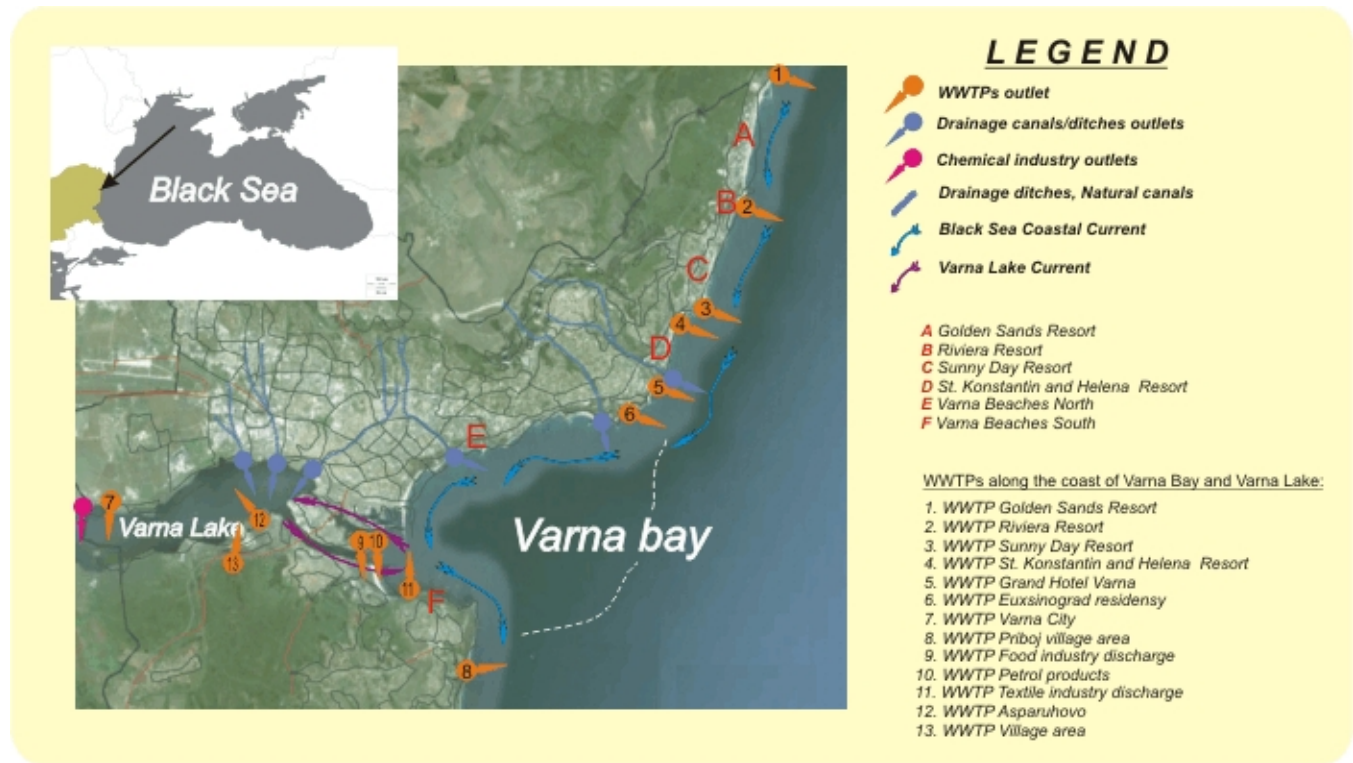 Black Sea
1
A
B
2
C
3
4
D
5
6
E
7
Varna Lake
12
13
9
10
11
F
8
Varna bay
LEGEND
WWTPs outlet
Drainage canals/ditches outlets
Chemical industry outlets
Drainage ditches, Natural canals
Black Sea Coastal Current
Varna Lake Current
A Golden Sands Resort
B Riviera Resort
C Sunny Day Resort
D St. Konstantin and Helena Resort
E Varna Beaches North
F Varna Beaches South
WWTPs along the coast of Varna Bay and Varna Lake:
1. WWTP Golden Sands Resort
2. WWTP Riviera Resort
3. WWTP Sunny Day Resort
4. WWTP St. Konstantin and Helena Resort
5. WWTP Grand Hotel Varna
6. WWTP Euxsinograd residensy
7. WWTP Varna City
8. WWTP Priboj village area
9. WWTP Food industry discharge
10. WWTP Petrol products
11. WWTP Textile industry discharge
12. WWTP Asparuhovo
13. WWTP Village area